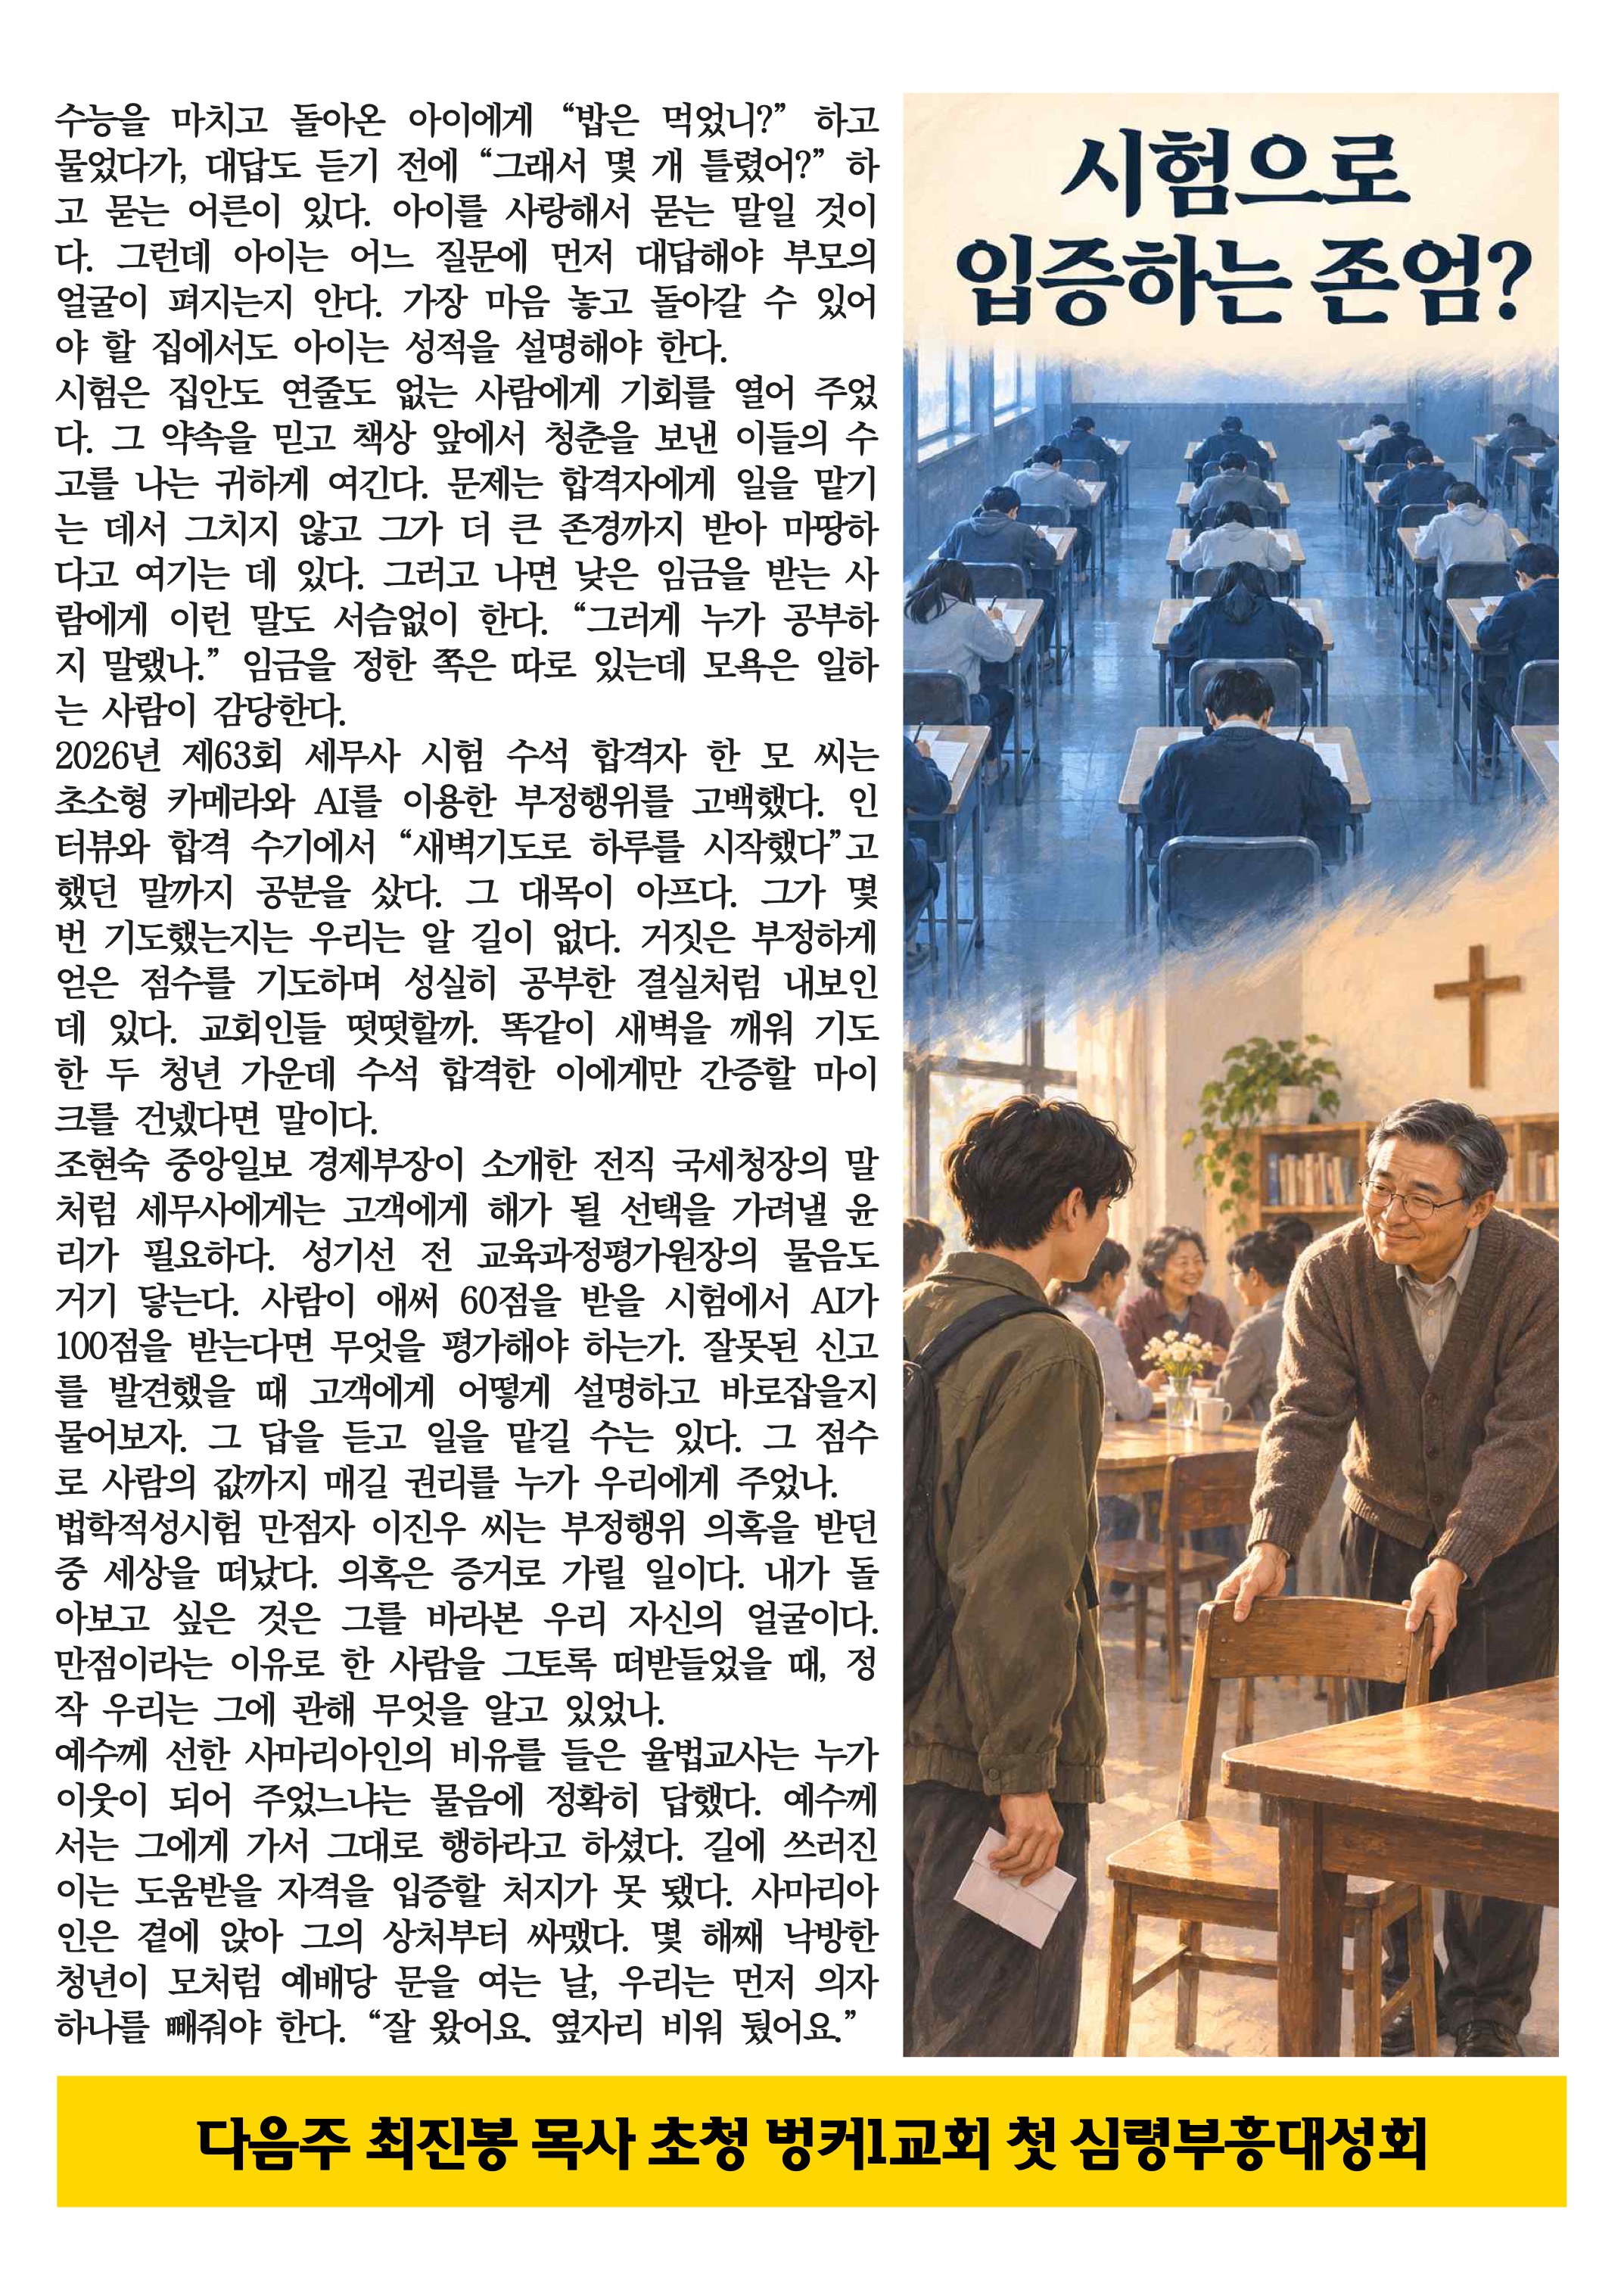 시험으로
입증하는 존엄?
수능을 마치고 돌아온 아이에게 “밥은 먹었니?” 하고
물었다가, 대답도 듣기 전에 “그래서 몇 개 틀렸어?” 하
고 묻는 어른이 있다. 아이를 사랑해서 묻는 말일 것이
다. 그런데 아이는 어느 질문에 먼저 대답해야 부모의
얼굴이 펴지는지 안다. 가장 마음 놓고 돌아갈 수 있어
야 할 집에서도 아이는 성적을 설명해야 한다.
시험은 집안도 연줄도 없는 사람에게 기회를 열어 주었
다. 그 약속을 믿고 책상 앞에서 청춘을 보낸 이들의 수
고를 나는 귀하게 여긴다. 문제는 합격자에게 일을 맡기
는 데서 그치지 않고 그가 더 큰 존경까지 받아 마땅하
다고 여기는 데 있다. 그러고 나면 낮은 임금을 받는 사
람에게 이런 말도 서슴없이 한다. “그러게 누가 공부하
지 말랬나.” 임금을 정한 쪽은 따로 있는데 모욕은 일하
는 사람이 감당한다.
2026년 제63회 세무사 시험 수석 합격자 한 모 씨는
초소형 카메라와 AI를 이용한 부정행위를 고백했다. 인
터뷰와 합격 수기에서 “새벽기도로 하루를 시작했다”고
했던 말까지 공분을 샀다. 그 대목이 아프다. 그가 몇
번 기도했는지는 우리는 알 길이 없다. 거짓은 부정하게
얻은 점수를 기도하며 성실히 공부한 결실처럼 내보인
데 있다. 교회인들 떳떳할까. 똑같이 새벽을 깨워 기도
한 두 청년 가운데 수석 합격한 이에게만 간증할 마이
크를 건넸다면 말이다.
조현숙 중앙일보 경제부장이 소개한 전직 국세청장의 말
처럼 세무사에게는 고객에게 해가 될 선택을 가려낼 윤
리가 필요하다. 성기선 전 교육과정평가원장의 물음도
거기 닿는다. 사람이 애써 60점을 받을 시험에서 AI가
100점을 받는다면 무엇을 평가해야 하는가. 잘못된 신고
를 발견했을 때 고객에게 어떻게 설명하고 바로잡을지
물어보자. 그 답을 듣고 일을 맡길 수는 있다. 그 점수
로 사람의 값까지 매길 권리를 누가 우리에게 주었나.
법학적성시험 만점자 이진우 씨는 부정행위 의혹을 받던
중 세상을 떠났다. 의혹은 증거로 가릴 일이다. 내가 돌
아보고 싶은 것은 그를 바라본 우리 자신의 얼굴이다.
만점이라는 이유로 한 사람을 그토록 떠받들었을 때, 정
작 우리는 그에 관해 무엇을 알고 있었나.
예수께 선한 사마리아인의 비유를 들은 율법교사는 누가
이웃이 되어 주었느냐는 물음에 정확히 답했다. 예수께
서는 그에게 가서 그대로 행하라고 하셨다. 길에 쓰러진
이는 도움받을 자격을 입증할 처지가 못 됐다. 사마리아
인은 곁에 앉아 그의 상처부터 싸맸다. 몇 해째 낙방한
청년이 모처럼 예배당 문을 여는 날, 우리는 먼저 의자
하나를 빼줘야 한다. “잘 왔어요. 옆자리 비워 뒀어요.”
다음주 최진봉 목사 초청 벙커1교회 첫 심령부흥대성회